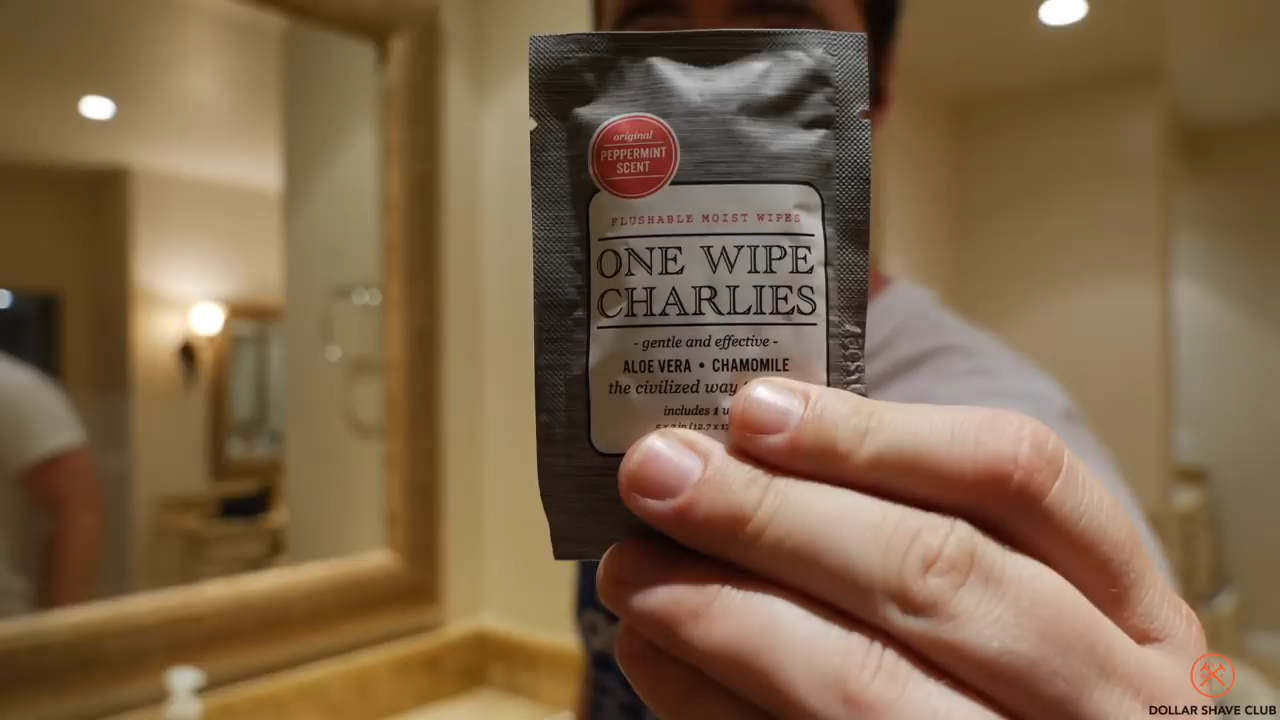 original
PEPPERMINT
SCENT
FLUSHABLE MOIST WIPES
ONE WIPE
CHARLIES
- gentle and effective -
ALOE VERA • CHAMOMILE
the civilized way
includes 1
DOLLAR SHAVE CLUB